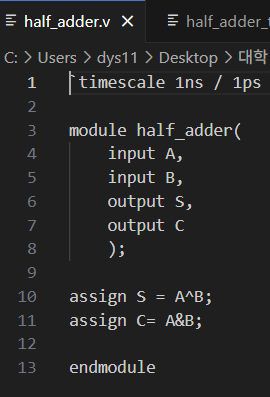 half_adder.v × half_adder_t
C: > Users > dys11 > Desktop > 대학
1 `timescale 1ns / 1ps
2
3 module half_adder(
4 input A,
5 input B,
6 output S,
7 output C
8 );
9
10 assign S = A^B;
11 assign C= A&B;
12
13 endmodule